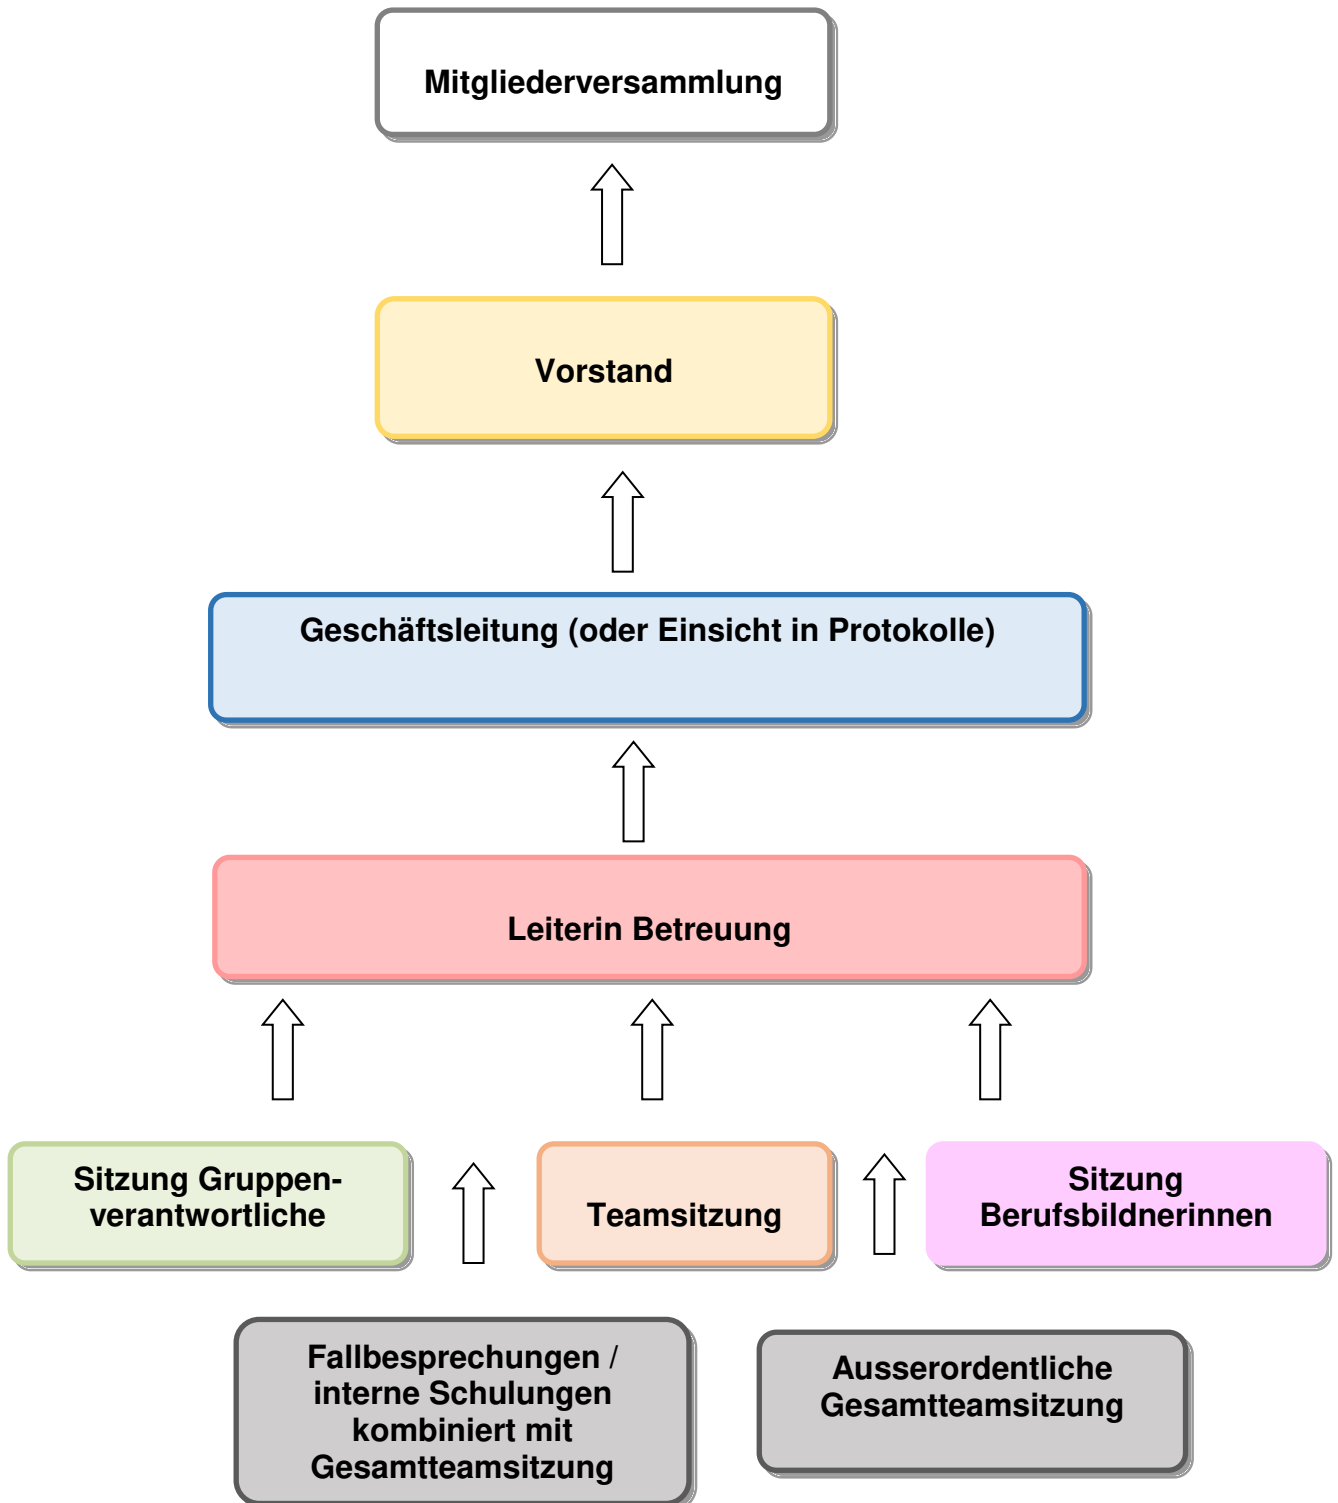 Mitgliederversammlung
Vorstand
Geschäftsleitung (oder Einsicht in Protokolle)
Leiterin Betreuung
Sitzung Gruppen-
verantwortliche
Teamsitzung
Sitzung
Berufsbildnerinnen
Fallbesprechungen /
interne Schulungen
kombiniert mit
Gesamtteamsitzung
Ausserordentliche
Gesamtteamsitzung